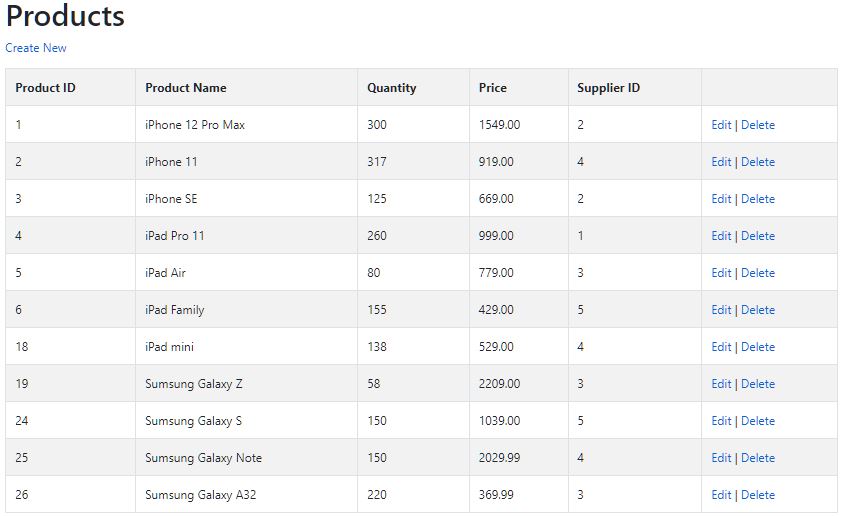 Products
Create New
Product ID Product Name Quantity Price Supplier ID
1 iPhone 12 Pro Max 300 1549.00 2 Edit | Delete
2 iPhone 11 317 919.00 4 Edit | Delete
3 iPhone SE 125 669.00 2 Edit | Delete
4 iPad Pro 11 260 999.00 1 Edit | Delete
5 iPad Air 80 779.00 3 Edit | Delete
6 iPad Family 155 429.00 5 Edit | Delete
18 iPad mini 138 529.00 4 Edit | Delete
19 Sumsung Galaxy Z 58 2209.00 3 Edit | Delete
24 Sumsung Galaxy S 150 1039.00 5 Edit | Delete
25 Sumsung Galaxy Note 150 2029.99 4 Edit | Delete
26 Sumsung Galaxy A32 220 369.99 3 Edit | Delete